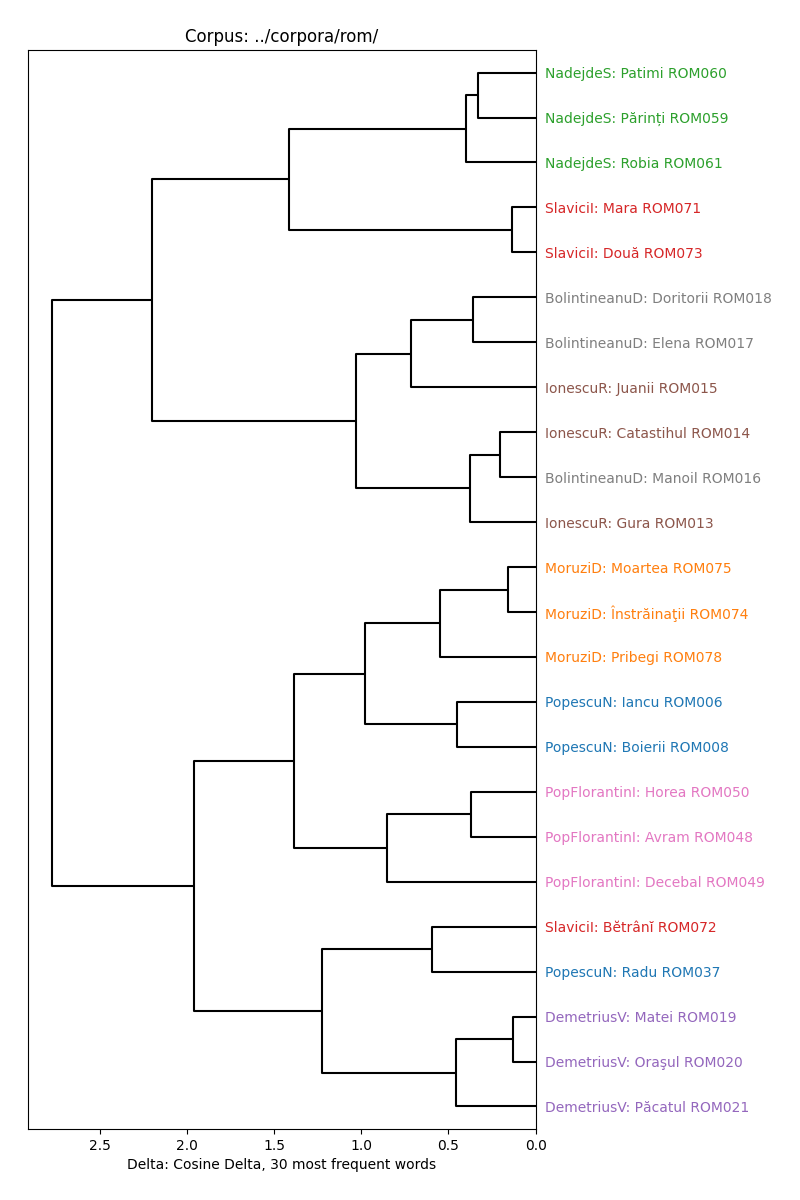 Corpus: ../corpora/rom/
NadejdeS: Patimi ROM060
NadejdeS: Părinți ROM059
NadejdeS: Robia ROM061
SlaviciI: Mara ROM071
SlaviciI: Două ROM073
BolintineanuD: Doritorii ROM018
BolintineanuD: Elena ROM017
IonescuR: Juanii ROM015
IonescuR: Catastihul ROM014
BolintineanuD: Manoil ROM016
IonescuR: Gura ROM013
MoruziD: Moartea ROM075
MoruziD: Înstrăinaţii ROM074
MoruziD: Pribegi ROM078
PopescuN: Iancu ROM006
PopescuN: Boierii ROM008
PopFlorantinI: Horea ROM050
PopFlorantinI: Avram ROM048
PopFlorantinI: Decebal ROM049
SlaviciI: Bĕtrânĭ ROM072
PopescuN: Radu ROM037
DemetriusV: Matei ROM019
DemetriusV: Oraşul ROM020
DemetriusV: Păcatul ROM021
2.5 2.0 1.5 1.0 0.5 0.0
Delta: Cosine Delta, 30 most frequent words